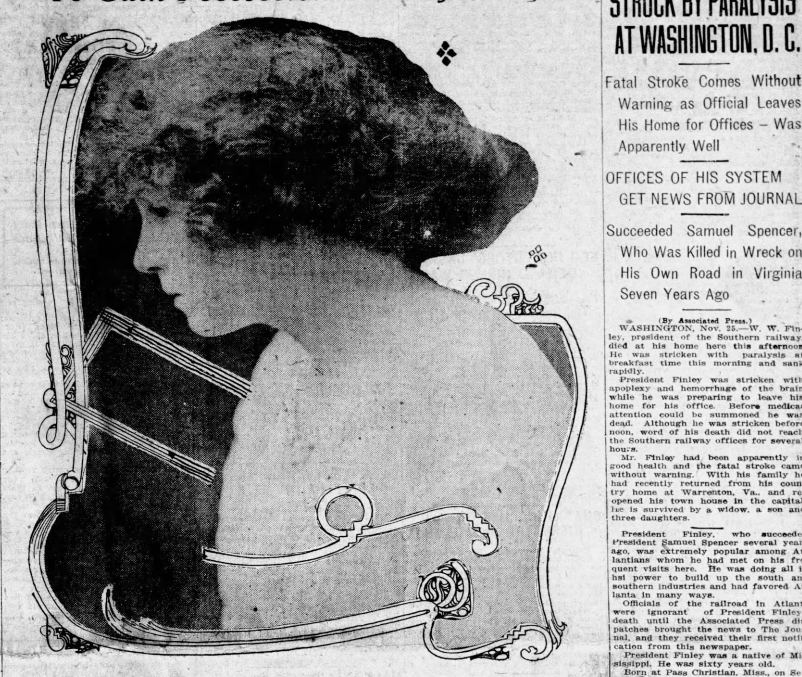 STRUCK BY PARALYSIS
AT WASHINGTON, D. C.
Fatal Stroke Comes Without
Warning as Official Leaves
His Home for Offices – Was
Apparently Well
OFFICES OF HIS SYSTEM
GET NEWS FROM JOURNAL
Succeeded Samuel Spencer,
Who Was Killed in Wreck on
His Own Road in Virginia
Seven Years Ago
(By Associated Press.)
WASHINGTON, Nov. 25.—W. W. Fin-
ley, president of the Southern railway
died at his home here this afternoon
He was stricken with paralysis at
breakfast time this morning and sank
rapidly.
President Finley was stricken with
apoplexy and hemorrhage of the brain
while he was preparing to leave his
home for his office. Before medical
attention could be summoned he was
dead. Although he was stricken before
noon, word of his death did not reach
the Southern railway offices for several
hours.
Mr. Finley had been apparently in
good health and the fatal stroke came
without warning. With his family he
had recently returned from his coun
try home at Warrenton, Va., and re
opened his town house in the capital
He is survived by a widow, a son and
three daughters.
President Finley, who succeede
President Samuel Spencer several year
ago, was extremely popular among At
lantians whom he had met on his fre
quent visits here. He was doing all i
hsi power to build up the south an
southern industries and had favored A
lanta in many ways.
Officials of the railroad in Atlant
were ignorant of President Finley
death until the Associated Press dis
patches brought the news to The Jou
nal, and they received their first notifi
cation from this newspaper.
President Finley was a native of Mis
sissippi. He was sixty years old.
Born at Pass Christian, Miss., on Se